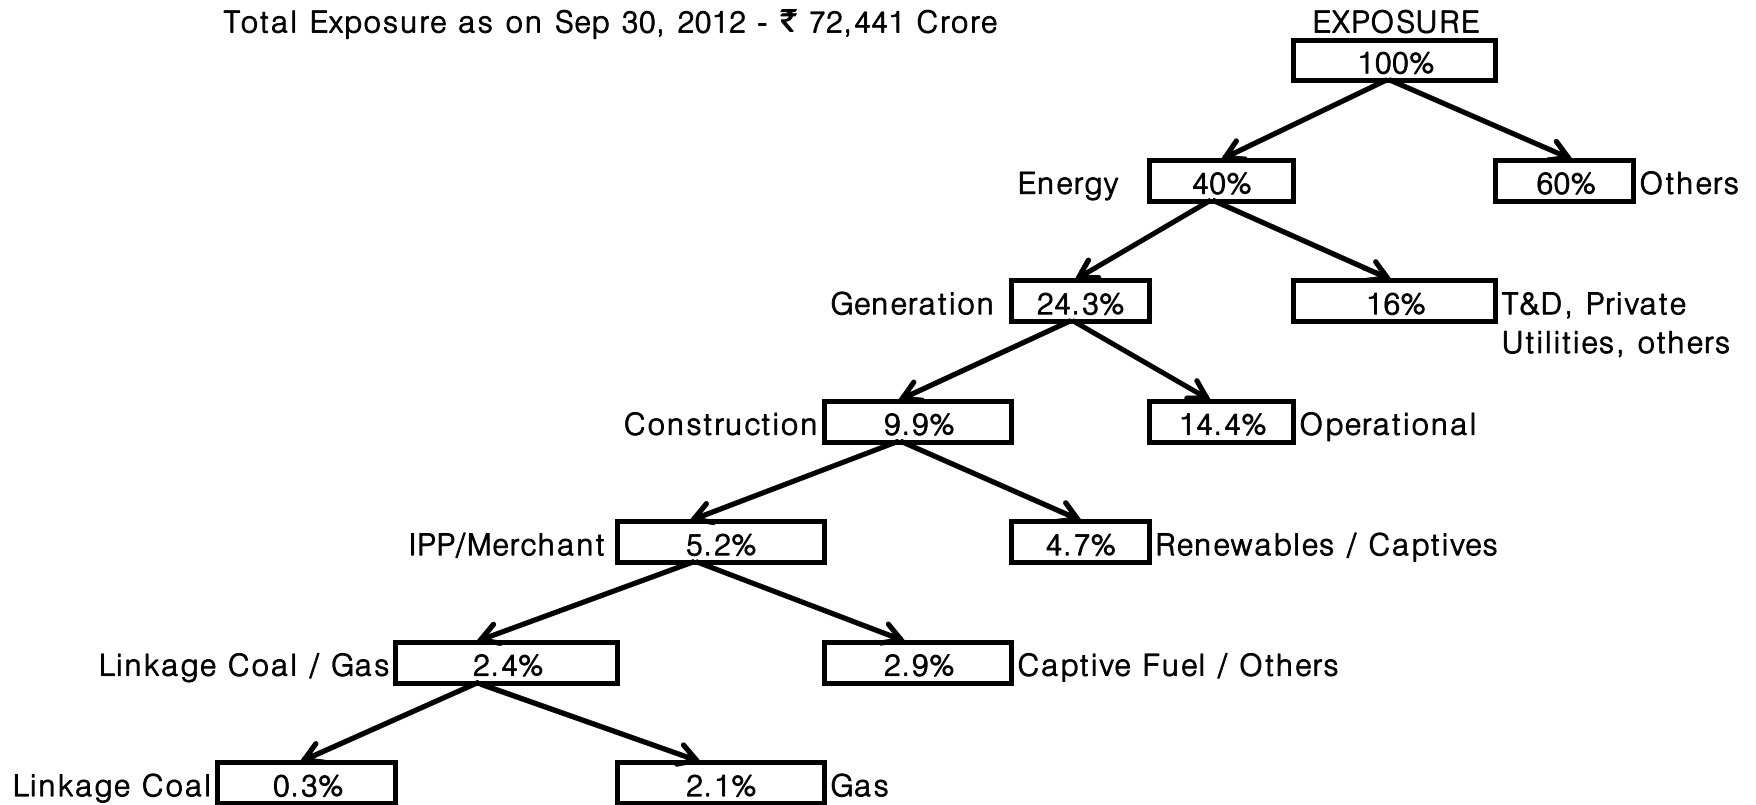 Total Exposure as on Sep 30, 2012 - ₹ 72,441 Crore
EXPOSURE
100%
Energy 40% 60% Others
Generation 24.3% 16% T&D, Private
Utilities, others
Construction 9.9% 14.4% Operational
IPP/Merchant 5.2% 4.7% Renewables / Captives
Linkage Coal / Gas 2.4% 2.9% Captive Fuel / Others
Linkage Coal 0.3% 2.1% Gas